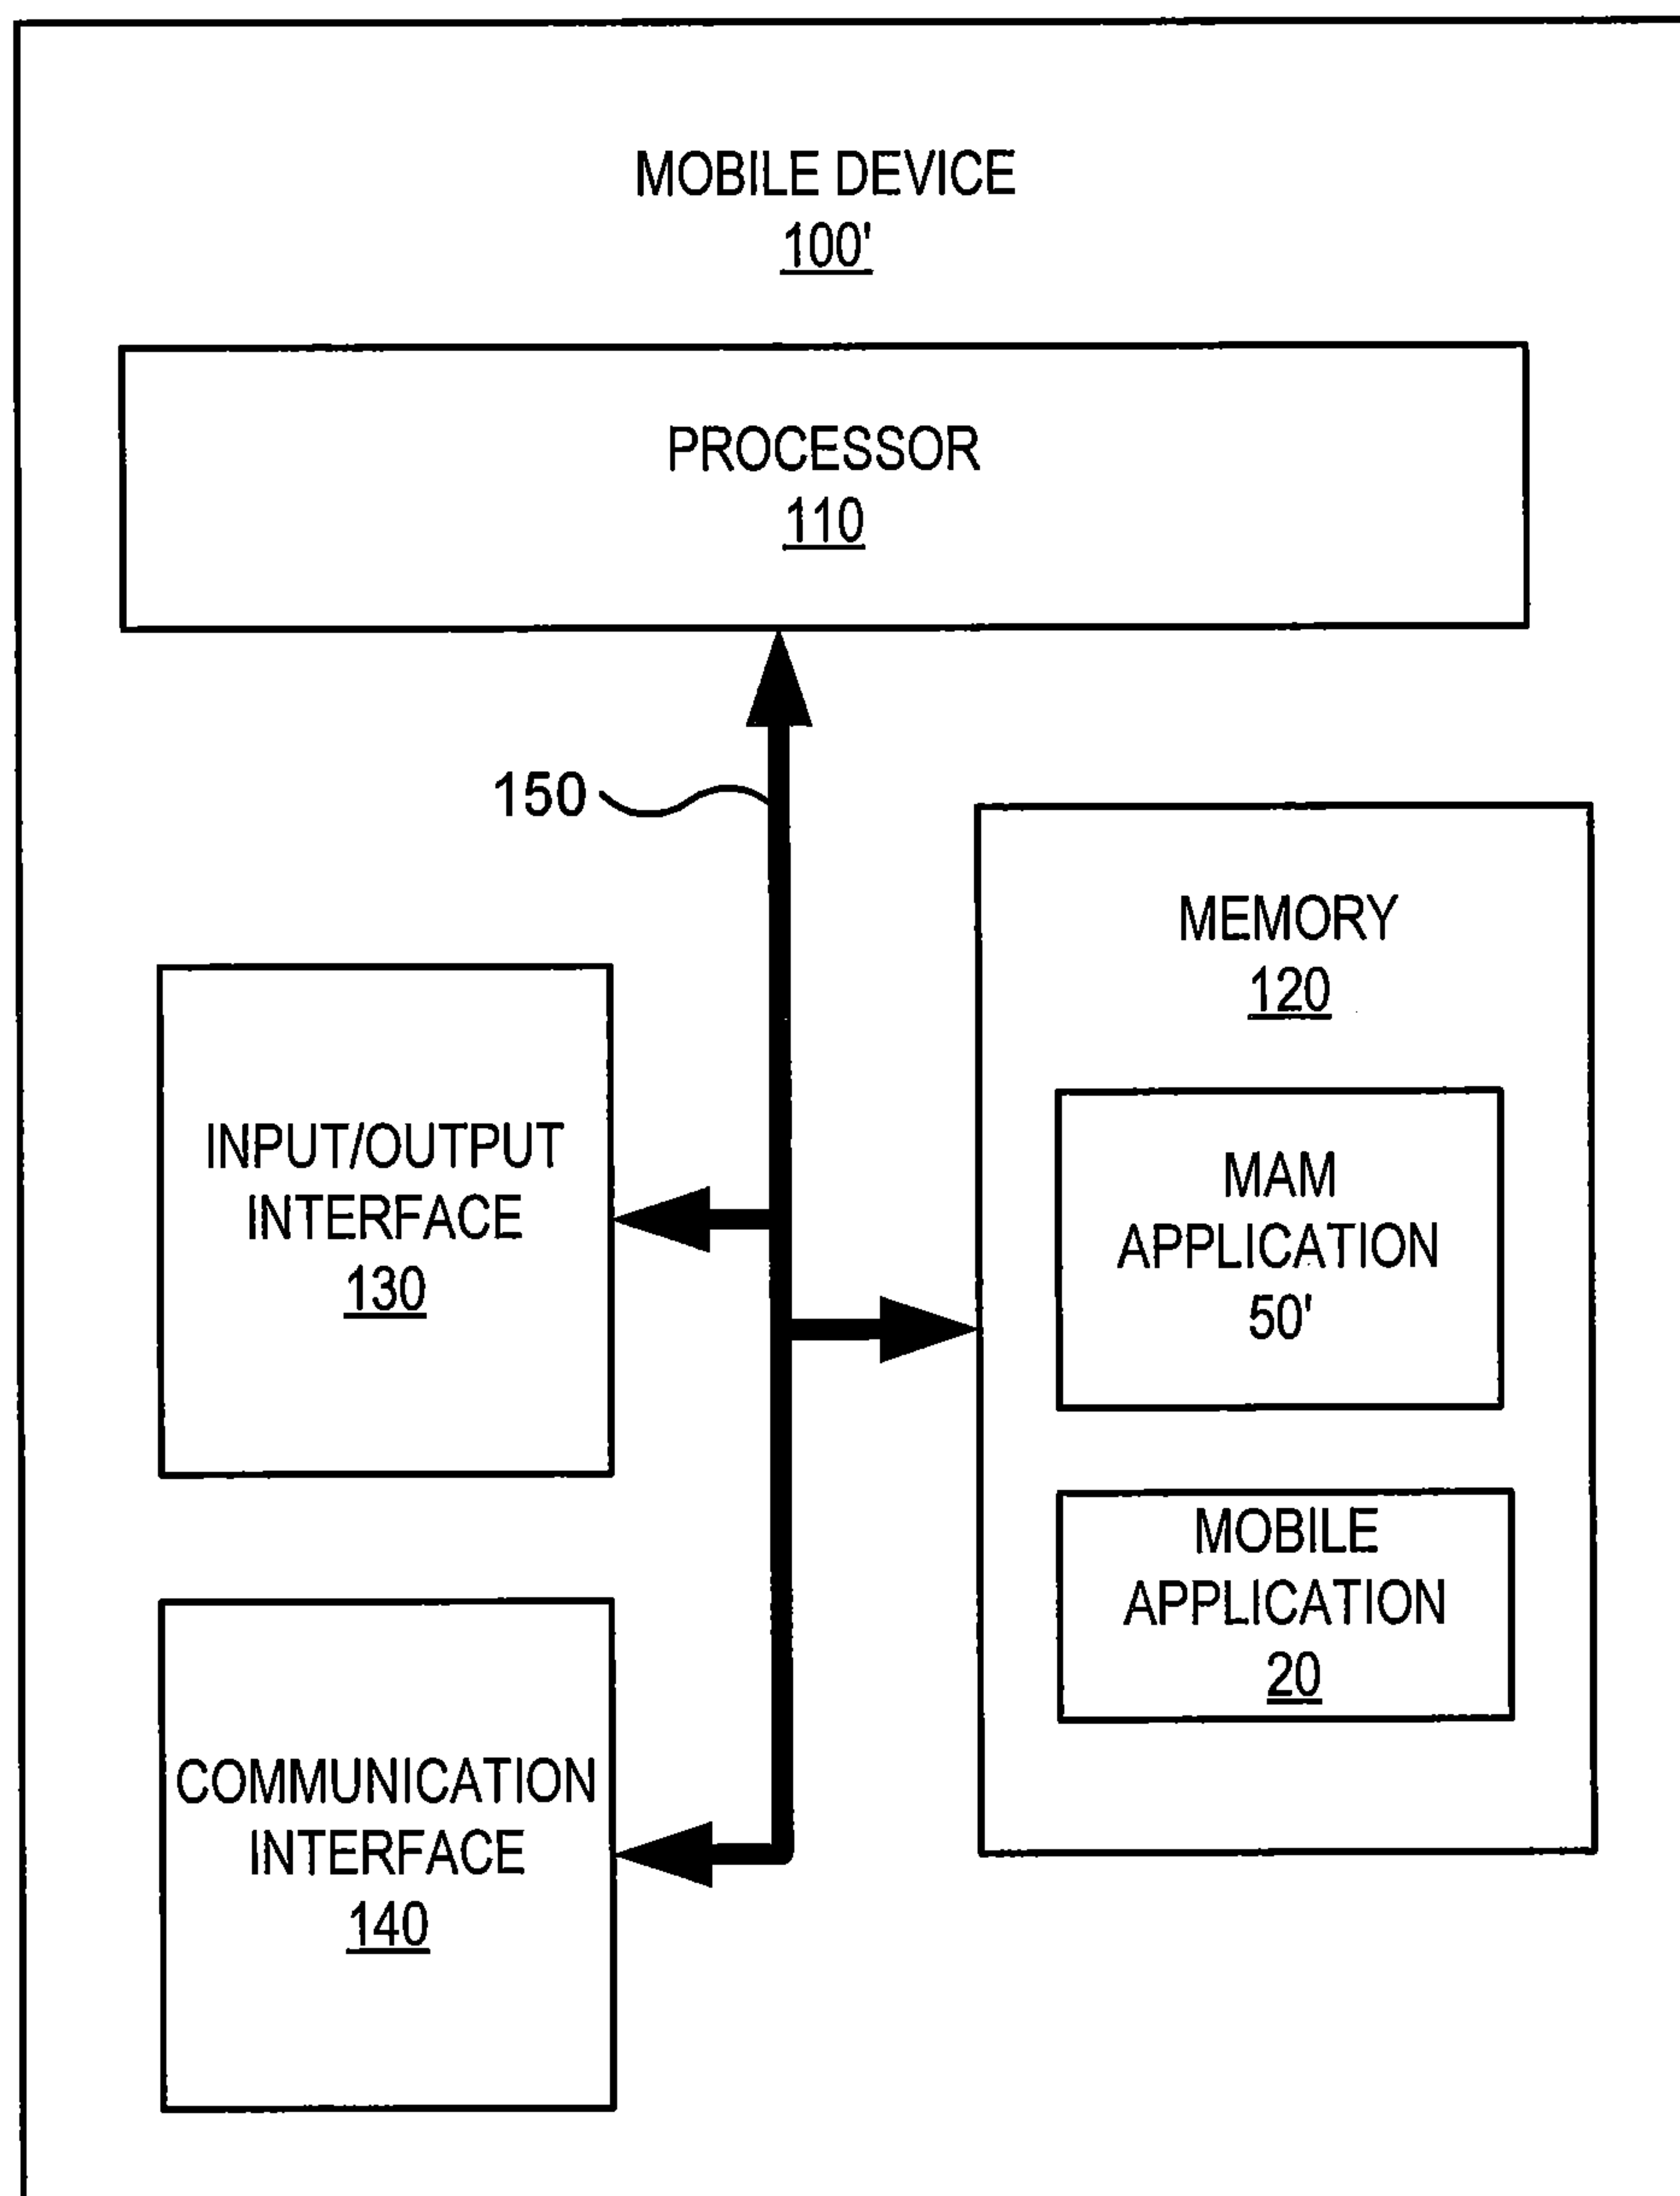 MOBILE DEVICE
100'
PROCESSOR
110
150
MEMORY
120
INPUT/OUTPUT
INTERFACE
130
MAM
APPLICATION
50'
MOBILE
APPLICATION
20
COMMUNICATION
INTERFACE
140